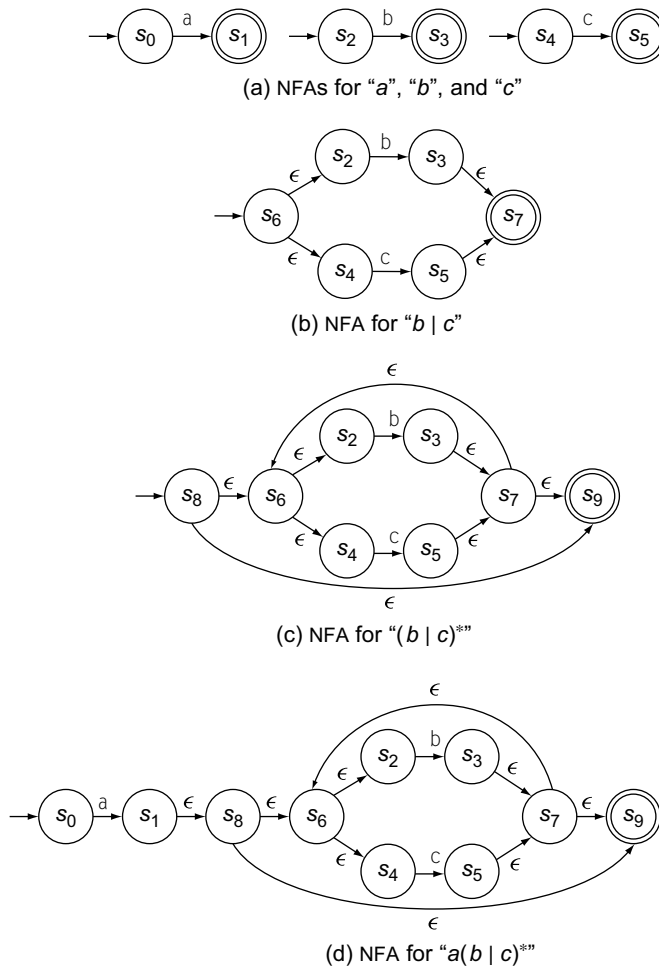 a b c
s0 s1 s2 s3 s4 s5
(a) NFAs for “a”, “b”, and “c”
b
s2 s3
ϵ ϵ
s6 s7
ϵ ϵ
c
s4 s5
(b) NFA for “b | c”
ϵ
b
s2 s3
ϵ ϵ
ϵ ϵ
s8 s6 s7 s9
ϵ c ϵ
s4 s5
ϵ
(c) NFA for “(b | c)*”
ϵ
b
s2 s3
ϵ ϵ
a ϵ ϵ ϵ
s0 s1 s8 s6 s7 s9
ϵ c ϵ
s4 s5
ϵ
(d) NFA for “a(b | c)*”